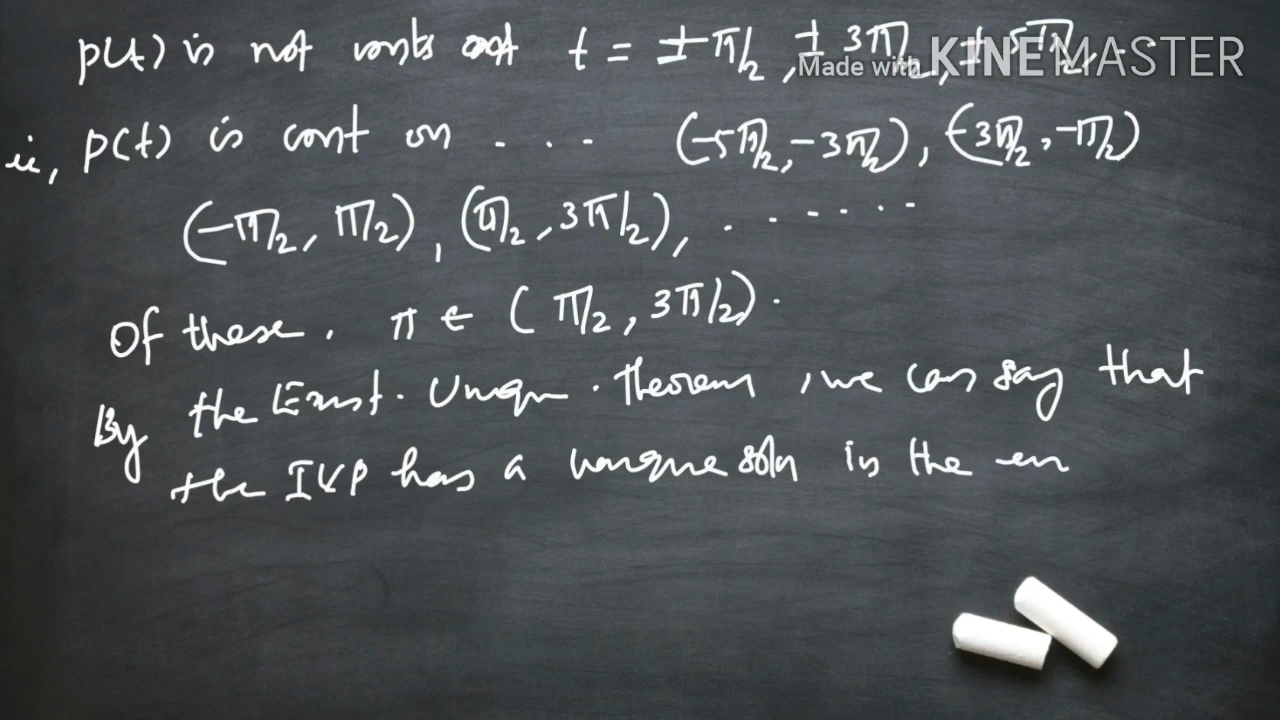 p(t) is not conts at t = ±π/2, ±3π/2, ±5π/2, ...
Made with KINEMASTER
ie, p(t) is cont on . . . (-5π/2, -3π/2), (-3π/2, -π/2)
(-π/2, π/2), (π/2, 3π/2), . . . . . . .
Of these, π ∈ (π/2, 3π/2).
By the Exist. Uniqu. Theorem, we can say that
the IVP has a unique soln in the en